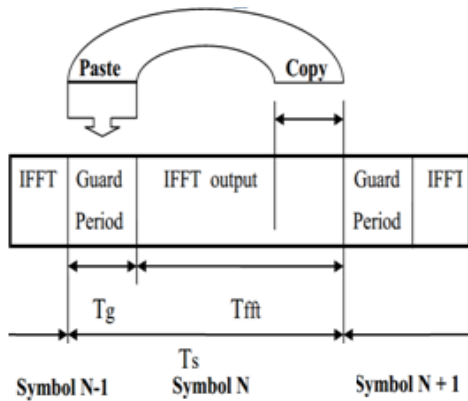 Paste
Copy
IFFT
Guard
Period
IFFT output
Guard
Period
IFFT
Tg
Tfft
Ts
Symbol N-1
Symbol N
Symbol N + 1